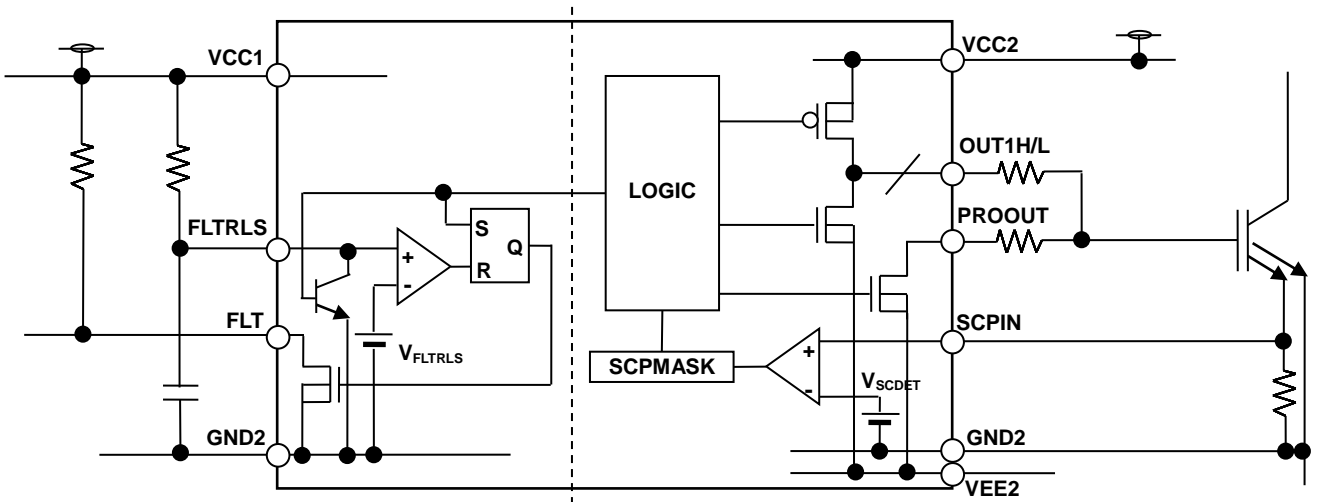 VCC1
VCC2
OUT1H/L
LOGIC
PROOUT
FLTRLS
S
Q
R
+
-
FLT
SCPIN
VFLTRLS
SCPMASK
+
-
VSCDET
GND2
GND2
VEE2